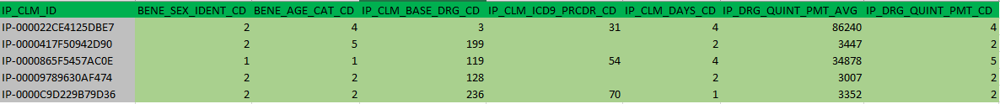 IP_CLM_ID BENE_SEX_IDENT_CD BENE_AGE_CAT_CD IP_CLM_BASE_DRG_CD IP_CLM_ICD9_PRCDR_CD IP_CLM_DAYS_CD IP_DRG_QUINT_PMT_AVG IP_DRG_QUINT_PMT_CD
IP-000022CE4125DBE7 2 4 3 31 4 86240 4
IP-0000417F50942D90 2 5 199 2 3447 2
IP-0000865F5457AC0E 1 1 119 54 4 34878 5
IP-00009789630AF474 2 2 128 2 3007 2
IP-0000C9D229B79D36 2 2 236 70 1 3352 2